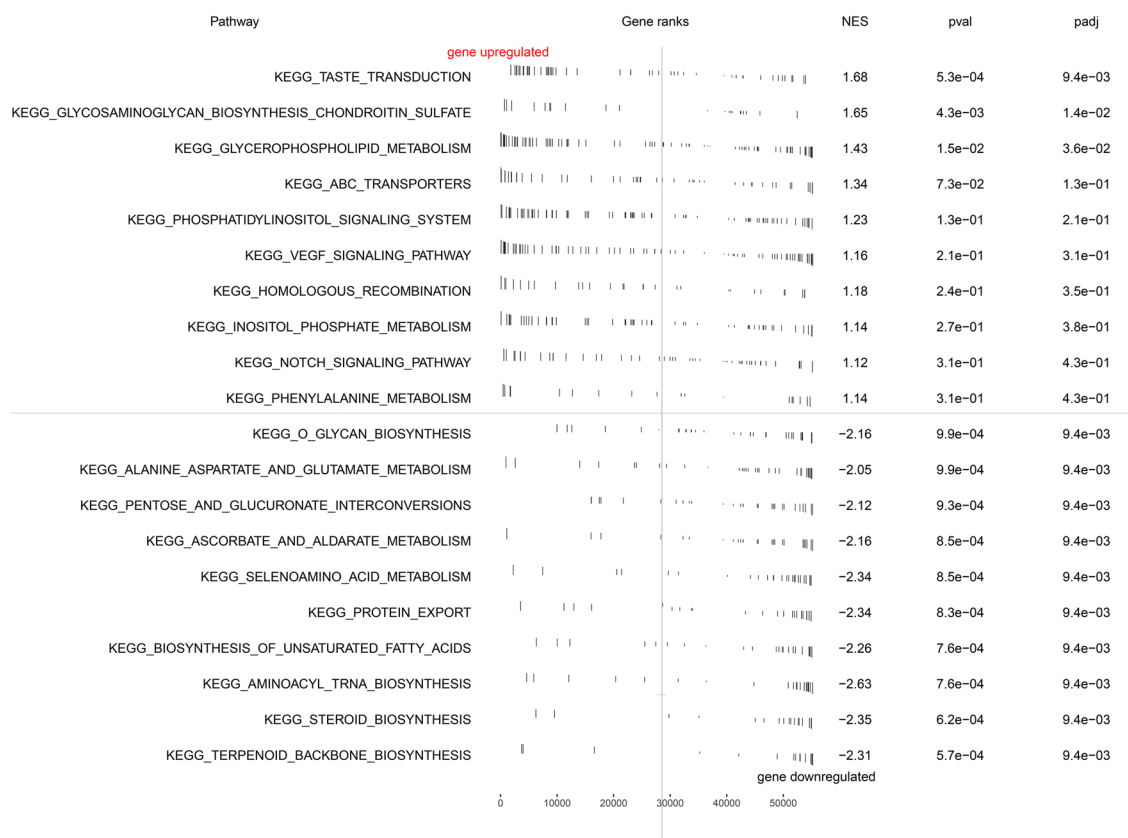 Pathway Gene ranks NES pval padj
gene upregulated
KEGG_TASTE_TRANSDUCTION 1.68 5.3e−04 9.4e−03
KEGG_GLYCOSAMINOGLYCAN_BIOSYNTHESIS_CHONDROITIN_SULFATE 1.65 4.3e−03 1.4e−02
KEGG_GLYCEROPHOSPHOLIPID_METABOLISM 1.43 1.5e−02 3.6e−02
KEGG_ABC_TRANSPORTERS 1.34 7.3e−02 1.3e−01
KEGG_PHOSPHATIDYLINOSITOL_SIGNALING_SYSTEM 1.23 1.3e−01 2.1e−01
KEGG_VEGF_SIGNALING_PATHWAY 1.16 2.1e−01 3.1e−01
KEGG_HOMOLOGOUS_RECOMBINATION 1.18 2.4e−01 3.5e−01
KEGG_INOSITOL_PHOSPHATE_METABOLISM 1.14 2.7e−01 3.8e−01
KEGG_NOTCH_SIGNALING_PATHWAY 1.12 3.1e−01 4.3e−01
KEGG_PHENYLALANINE_METABOLISM 1.14 3.1e−01 4.3e−01
KEGG_O_GLYCAN_BIOSYNTHESIS −2.16 9.9e−04 9.4e−03
KEGG_ALANINE_ASPARTATE_AND_GLUTAMATE_METABOLISM −2.05 9.9e−04 9.4e−03
KEGG_PENTOSE_AND_GLUCURONATE_INTERCONVERSIONS −2.12 9.3e−04 9.4e−03
KEGG_ASCORBATE_AND_ALDARATE_METABOLISM −2.16 8.5e−04 9.4e−03
KEGG_SELENOAMINO_ACID_METABOLISM −2.34 8.5e−04 9.4e−03
KEGG_PROTEIN_EXPORT −2.34 8.3e−04 9.4e−03
KEGG_BIOSYNTHESIS_OF_UNSATURATED_FATTY_ACIDS −2.26 7.6e−04 9.4e−03
KEGG_AMINOACYL_TRNA_BIOSYNTHESIS −2.63 7.6e−04 9.4e−03
KEGG_STEROID_BIOSYNTHESIS −2.35 6.2e−04 9.4e−03
KEGG_TERPENOID_BACKBONE_BIOSYNTHESIS −2.31 5.7e−04 9.4e−03
gene downregulated
0 10000 20000 30000 40000 50000